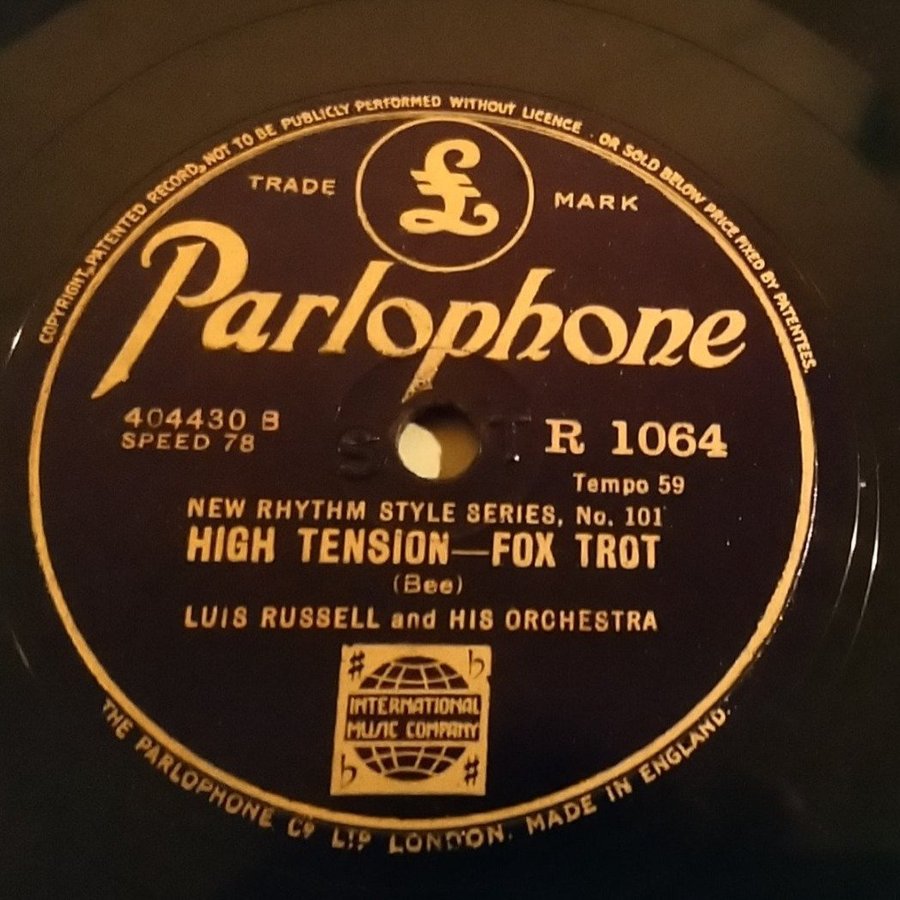 COPYRIGHT, PATENTED RECORD, NOT TO BE PUBLICLY PERFORMED WITHOUT LICENCE · OR SOLD BELOW PRICE FIXED BY PATENTEES.
TRADE MARK
£
Parlophone
404430 B
SPEED 78
R 1064
Tempo 59
NEW RHYTHM STYLE SERIES, No. 101
HIGH TENSION—FOX TROT
(Bee)
LUIS RUSSELL and HIS ORCHESTRA
♯ ♭
INTERNATIONAL
MUSIC COMPANY
♭ ♯
THE PARLOPHONE Co LTD LONDON. MADE IN ENGLAND.